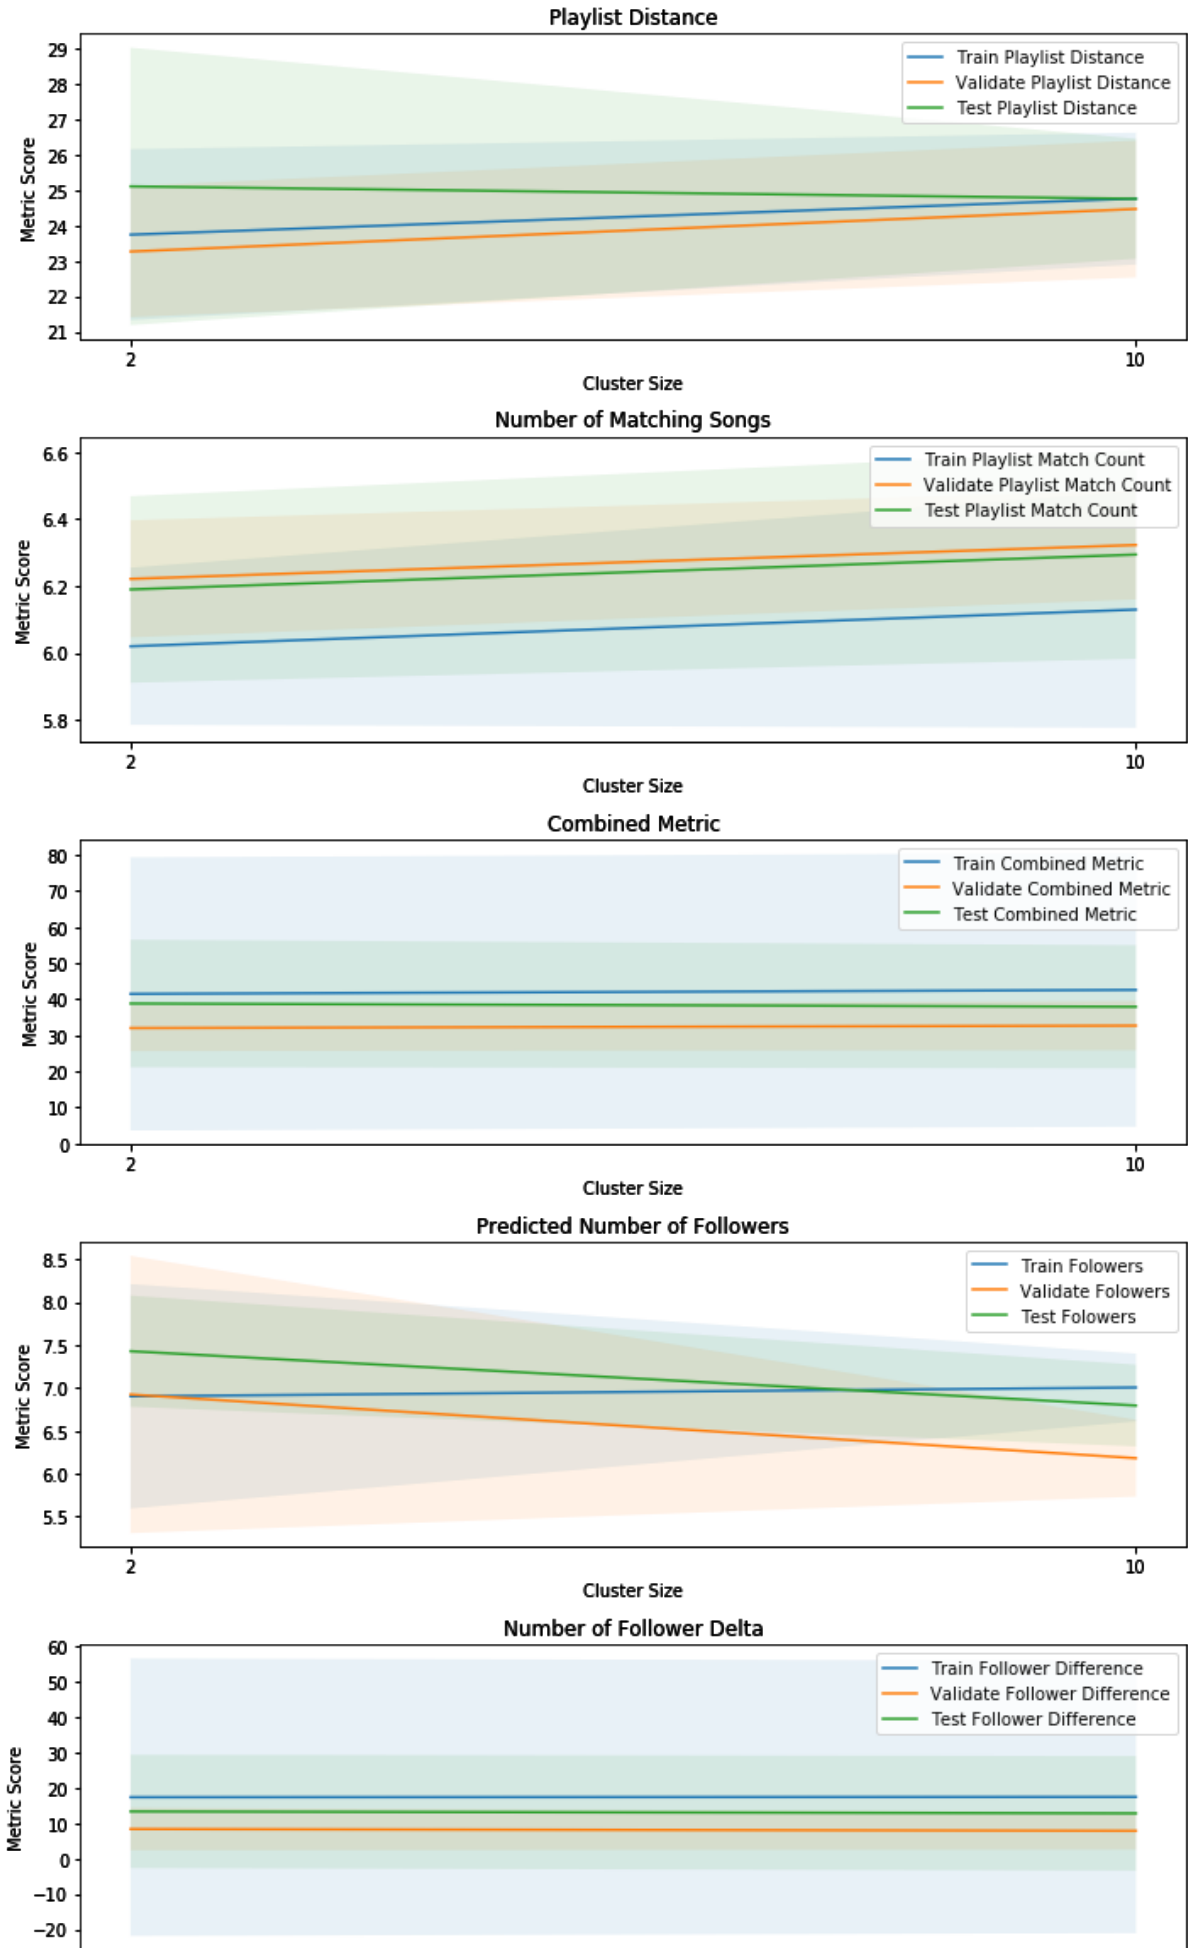 Playlist Distance
29
28
27
26
25
24
23
22
21
Metric Score
Train Playlist Distance
Validate Playlist Distance
Test Playlist Distance
2
10
Cluster Size
Number of Matching Songs
6.6
6.4
6.2
6.0
5.8
Metric Score
Train Playlist Match Count
Validate Playlist Match Count
Test Playlist Match Count
2
10
Cluster Size
Combined Metric
80
70
60
50
40
30
20
10
0
Metric Score
Train Combined Metric
Validate Combined Metric
Test Combined Metric
2
10
Cluster Size
Predicted Number of Followers
8.5
8.0
7.5
7.0
6.5
6.0
5.5
Metric Score
Train Folowers
Validate Folowers
Test Folowers
2
10
Cluster Size
Number of Follower Delta
60
50
40
30
20
10
0
−10
−20
Metric Score
Train Follower Difference
Validate Follower Difference
Test Follower Difference